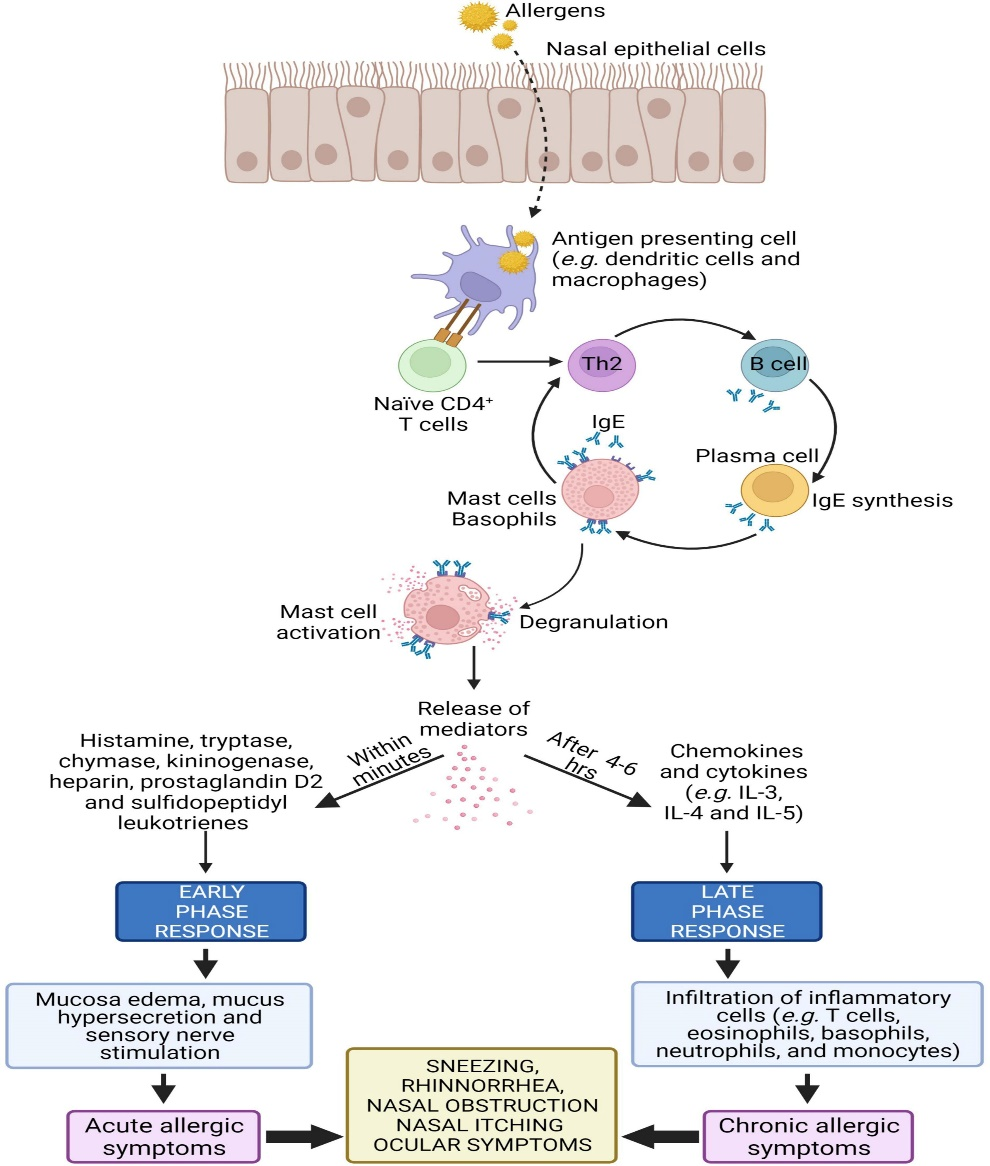 Allergens
Nasal epithelial cells
Antigen presenting cell
(e.g. dendritic cells and
macrophages)
Naïve CD4⁺
T cells
Th2
B cell
IgE
Mast cells
Basophils
Plasma cell
IgE synthesis
Mast cell
activation
Degranulation
Release of
mediators
Within
minutes
After 4-6
hrs
Histamine, tryptase,
chymase, kininogenase,
heparin, prostaglandin D2
and sulfidopeptidyl
leukotrienes
Chemokines
and cytokines
(e.g. IL-3,
IL-4 and IL-5)
EARLY
PHASE
RESPONSE
LATE
PHASE
RESPONSE
Mucosa edema, mucus
hypersecretion and
sensory nerve
stimulation
Infiltration of inflammatory
cells (e.g. T cells,
eosinophils, basophils,
neutrophils, and monocytes)
Acute allergic
symptoms
SNEEZING,
RHINNORRHEA,
NASAL OBSTRUCTION
NASAL ITCHING
OCULAR SYMPTOMS
Chronic allergic
symptoms